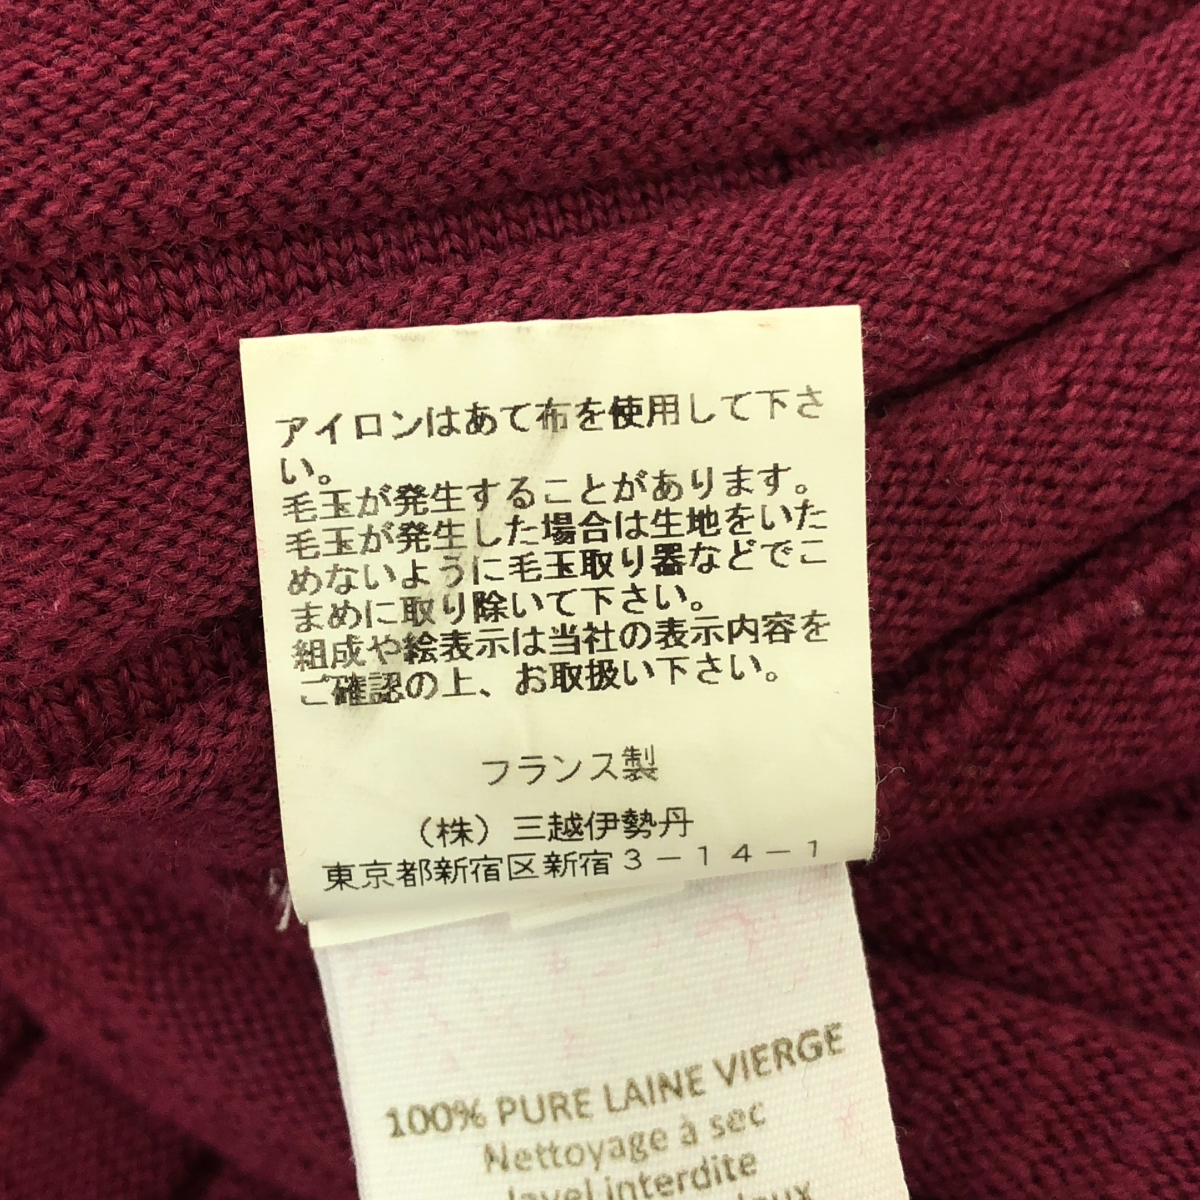 アイロンはあて布を使用して下さ
い。
毛玉が発生することがあります。
毛玉が発生した場合は生地をいた
めないように毛玉取り器などでこ
まめに取り除いて下さい。
組成や絵表示は当社の表示内容を
ご確認の上、お取扱い下さい。
フランス製
（株）三越伊勢丹
東京都新宿区新宿３－１４－１
100% PURE LAINE VIERGE
Nettoyage à sec
Javel interdite